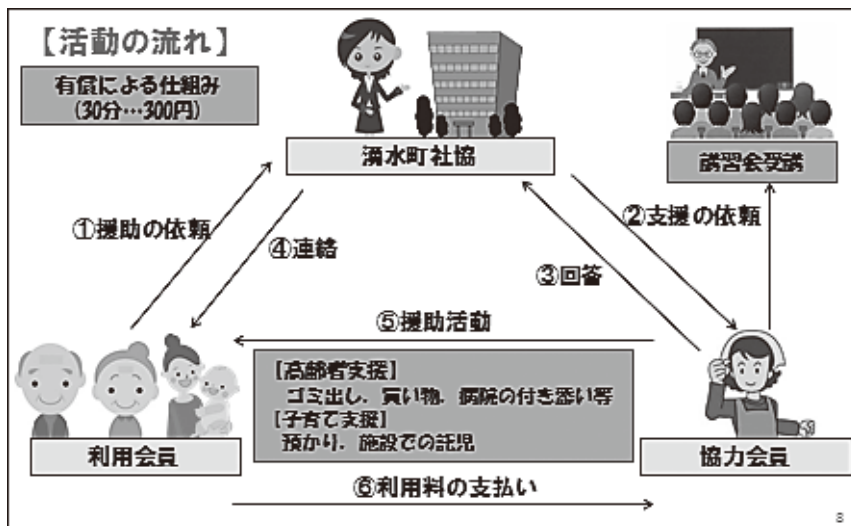 【活動の流れ】
有償による仕組み
(30分…300円)
湧水町社協
講習会受講
①援助の依頼
④連絡
②支援の依頼
③回答
⑤援助活動
【高齢者支援】
ゴミ出し、買い物、病院の付き添い等
【子育て支援】
預かり、施設での託児
利用会員
協力会員
⑥利用料の支払い
8